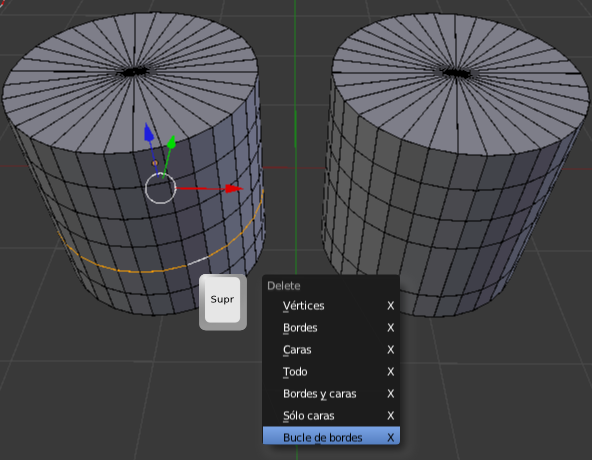 Supr
Delete
Vértices X
Bordes X
Caras X
Todo X
Bordes y caras X
Sólo caras X
Bucle de bordes X